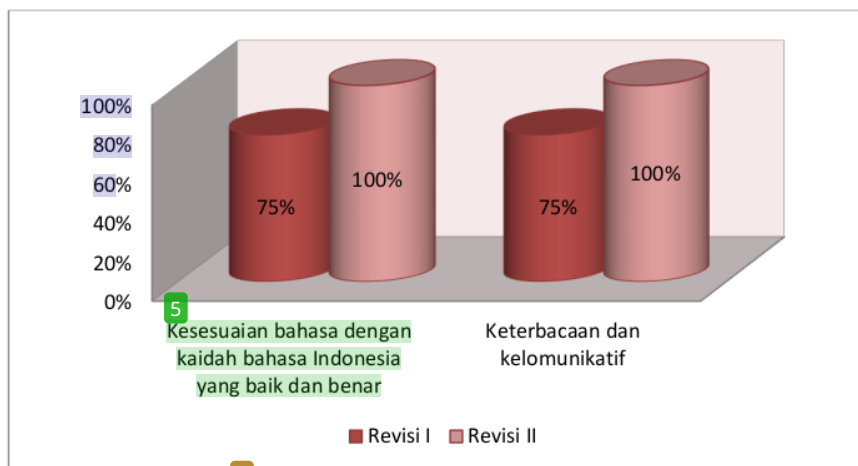 100%
80%
60%
40%
20%
0%
75%
100%
75%
100%
5
Kesesuaian bahasa dengan
kaidah bahasa Indonesia
yang baik dan benar
Keterbacaan dan
kelomunikatif
Revisi I
Revisi II